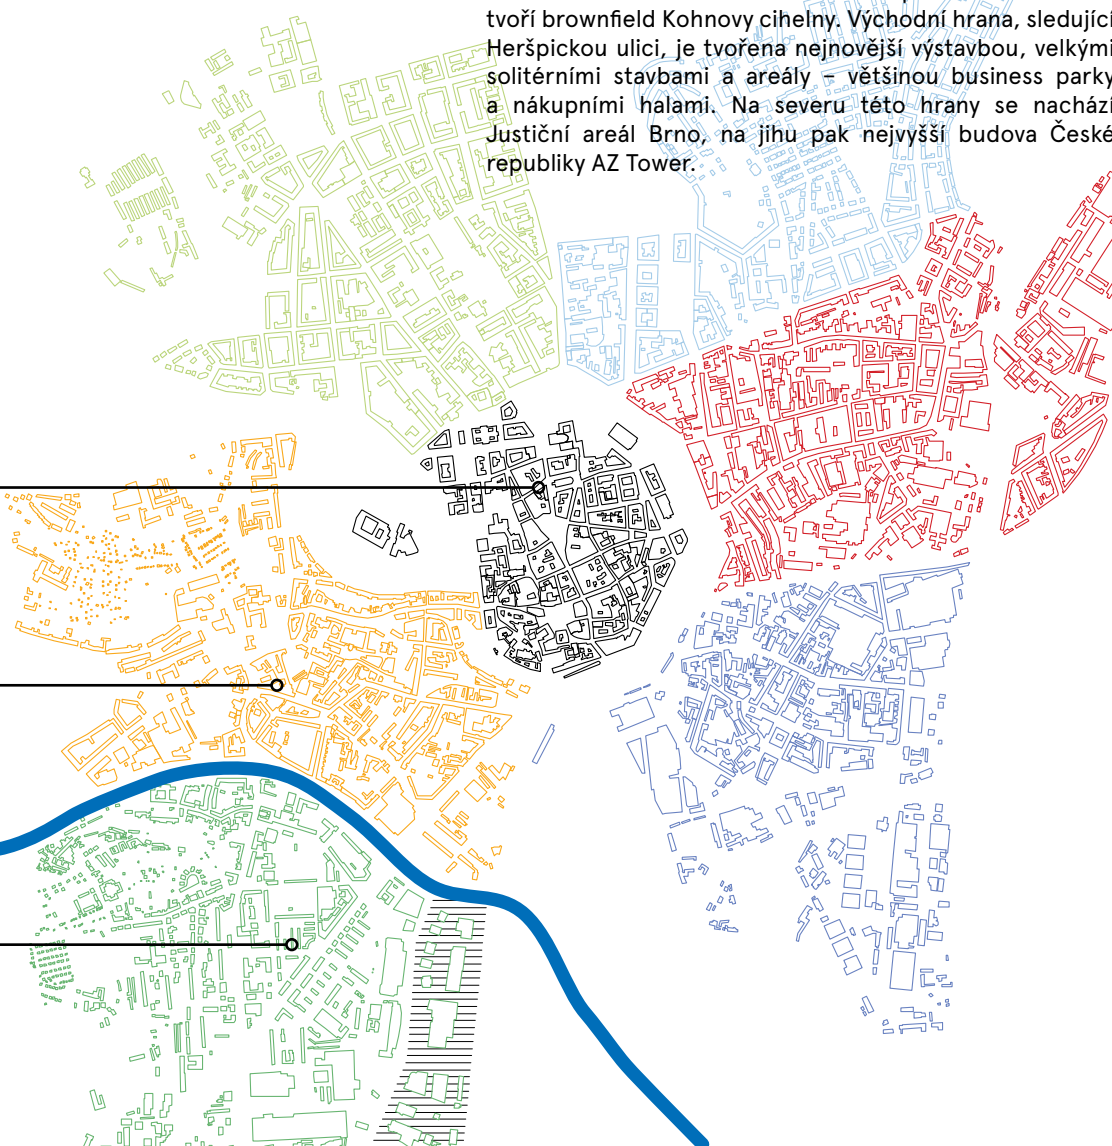 tvoří brownfield Kohnovy cihelny. Východní hrana, sledující
Heršpickou ulici, je tvořena nejnovější výstavbou, velkými
solitérními stavbami a areály – většinou business parky
a nákupními halami. Na severu této hrany se nachází
Justiční areál Brno, na jihu pak nejvyšší budova České
republiky AZ Tower.